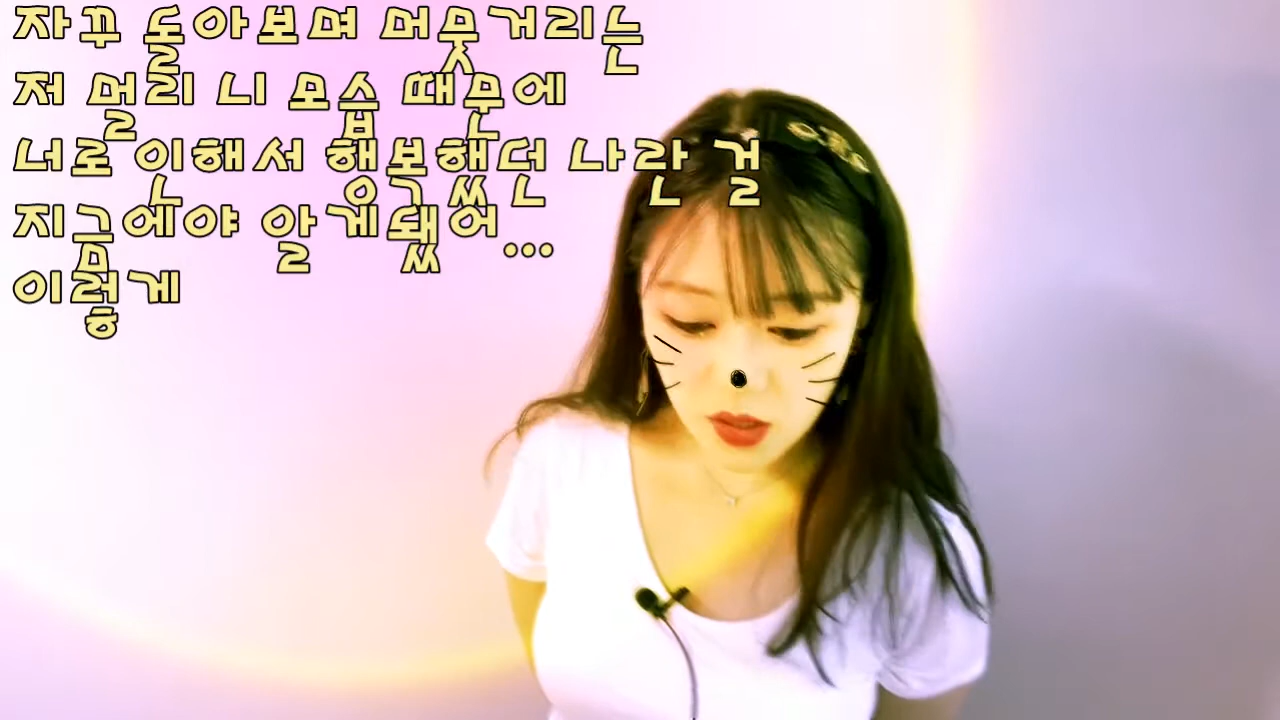 자꾸 돌아보며 머뭇거리는
저 멀리 니 모습 때문에
너로 인해서 행복했던 나란 걸
지금에야 알게됐어...
이렇게